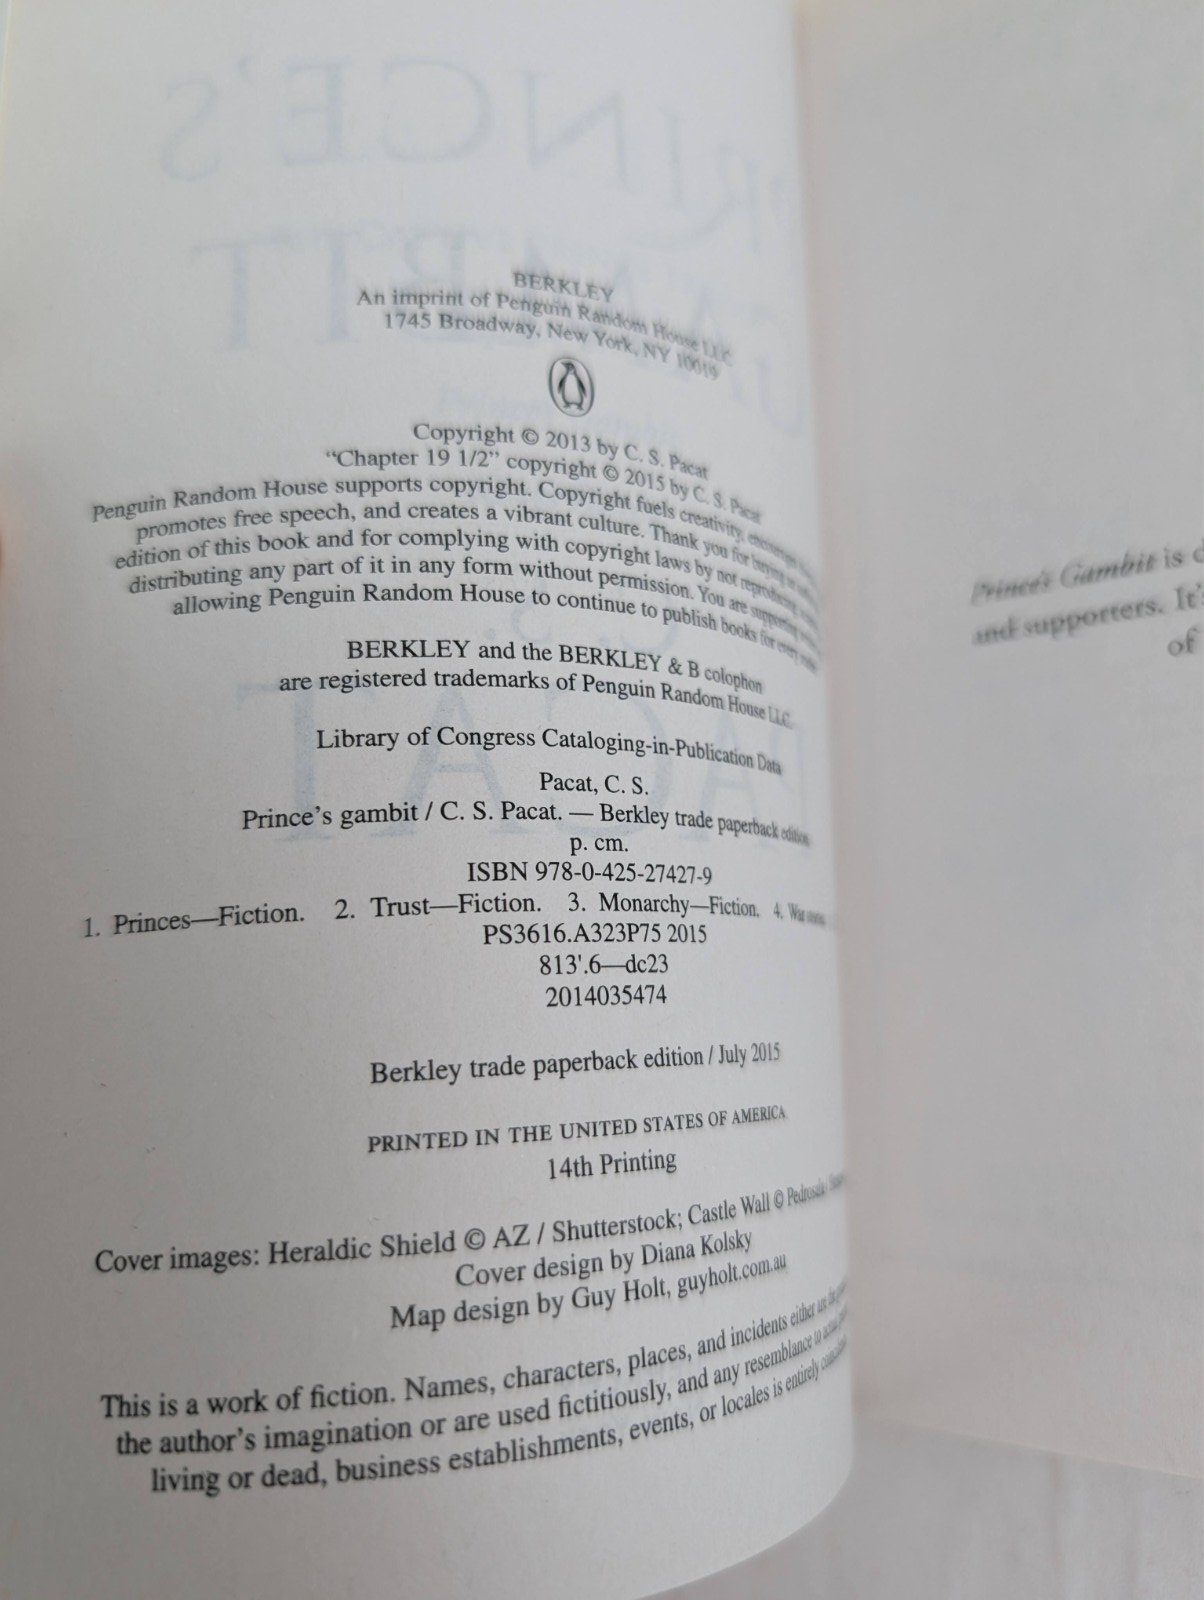 BERKLEY
An imprint of Penguin Random House LLC
1745 Broadway, New York, NY 10019
Copyright © 2013 by C. S. Pacat
“Chapter 19 1/2” copyright © 2015 by C. S. Pacat
Penguin Random House supports copyright. Copyright fuels creativity,
promotes free speech, and creates a vibrant culture. Thank you for buying
edition of this book and for complying with copyright laws by not reproducing
distributing any part of it in any form without permission. You are supporting
allowing Penguin Random House to continue to publish books for every
BERKLEY and the BERKLEY & B colophon
are registered trademarks of Penguin Random House LLC.
Library of Congress Cataloging-in-Publication Data
Pacat, C. S.
Prince’s gambit / C. S. Pacat. — Berkley trade paperback edition.
p. cm.
ISBN 978-0-425-27427-9
1. Princes—Fiction. 2. Trust—Fiction. 3. Monarchy—Fiction. 4. War
PS3616.A323P75 2015
813'.6—dc23
2014035474
Berkley trade paperback edition / July 2015
PRINTED IN THE UNITED STATES OF AMERICA
14th Printing
Cover images: Heraldic Shield © AZ / Shutterstock; Castle Wall ©
Cover design by Diana Kolsky
Map design by Guy Holt, guyholt.com.au
This is a work of fiction. Names, characters, places, and incidents either are
the author’s imagination or are used fictitiously, and any resemblance to
living or dead, business establishments, events, or locales is entirely
Prince’s Gambit is
and supporters. It’s
of